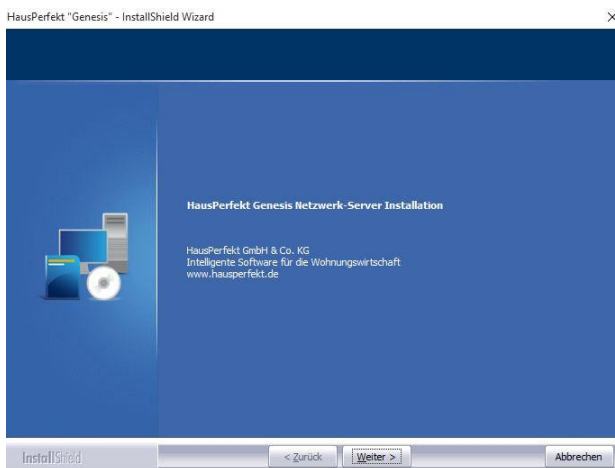 HausPerfekt "Genesis" - InstallShield Wizard
HausPerfekt Genesis Netzwerk-Server Installation
HausPerfekt GmbH & Co. KG
Intelligente Software für die Wohnungswirtschaft
www.hausperfekt.de
InstallShield
< Zurück
Weiter >
Abbrechen